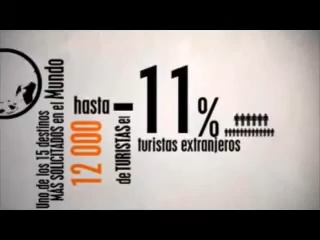 Uno de los 15 destinos
MÁS SOLICITADOS en el Mundo
12 000
hasta
de TURISTAS el
11%
turistas extranjeros